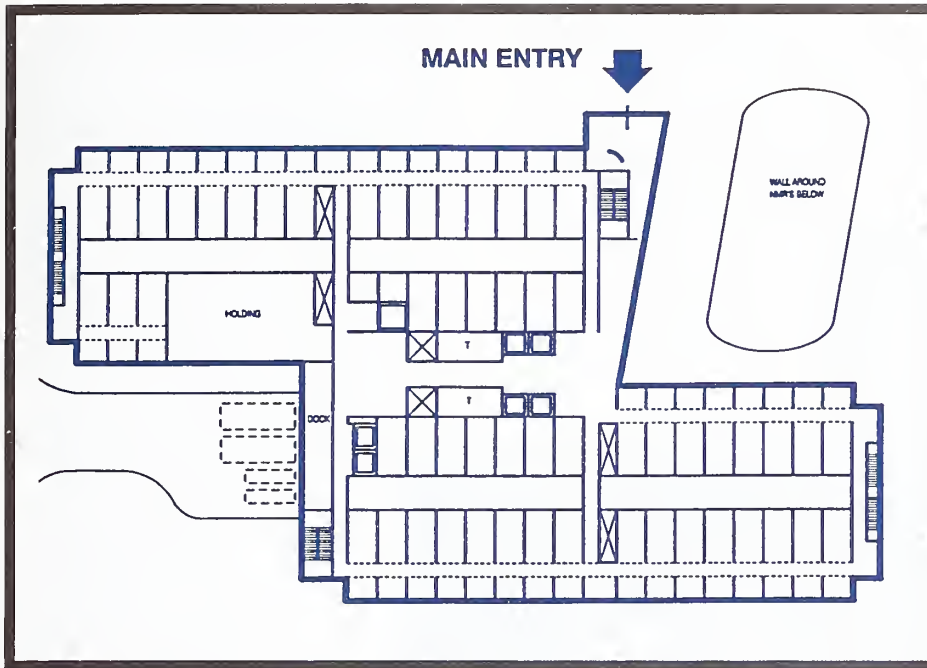 MAIN ENTRY
WALL AROUND
NMR'S BELOW
HOLDING
T
T
DOCK